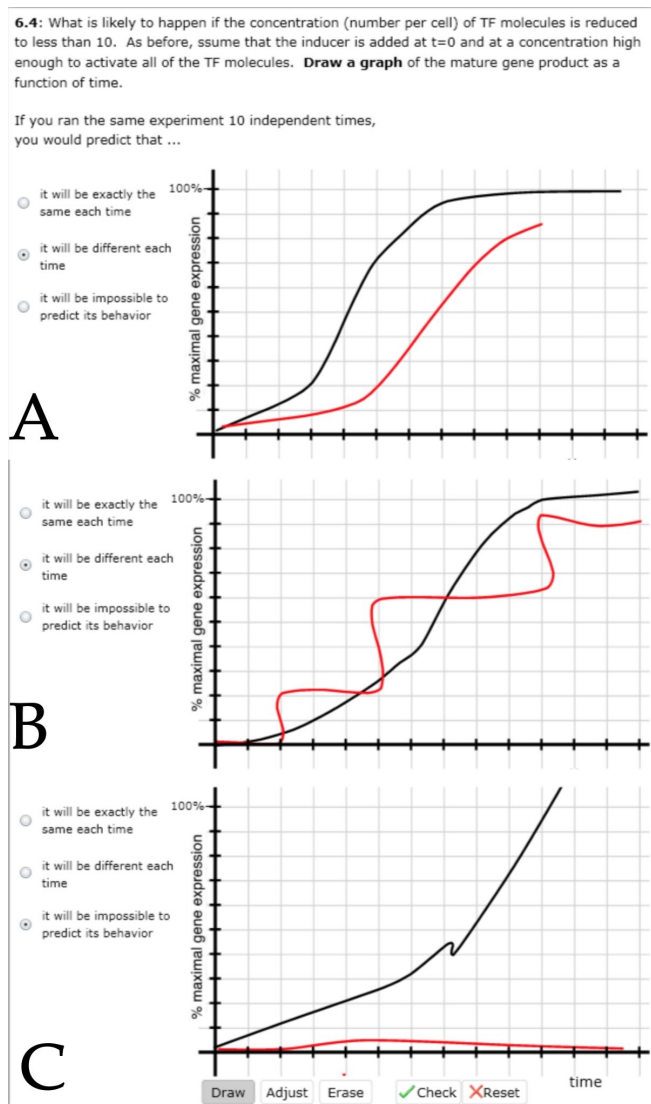 6.4: What is likely to happen if the concentration (number per cell) of TF molecules is reduced
to less than 10.  As before, ssume that the inducer is added at t=0 and at a concentration high
enough to activate all of the TF molecules.  Draw a graph of the mature gene product as a
function of time.
If you ran the same experiment 10 independent times,
you would predict that ...
it will be exactly the
same each time
it will be different each
time
it will be impossible to
predict its behavior
100%
% maximal gene expression
A
it will be exactly the
same each time
it will be different each
time
it will be impossible to
predict its behavior
100%
% maximal gene expression
B
it will be exactly the
same each time
it will be different each
time
it will be impossible to
predict its behavior
100%
% maximal gene expression
C
time
Draw Adjust Erase Check Reset